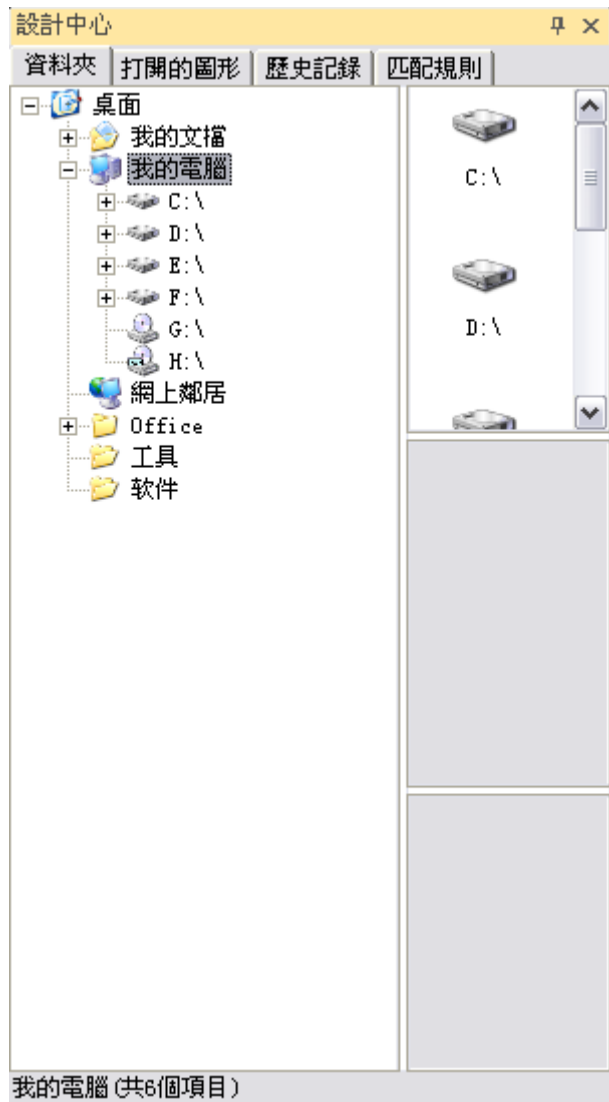 設計中心
資料夾 打開的圖形 歷史記錄 匹配規則
桌面
我的文檔
我的電腦
C:\
D:\
E:\
F:\
G:\
H:\
網上鄰居
Office
工具
软件
C:\
D:\
我的電腦(共6個項目)